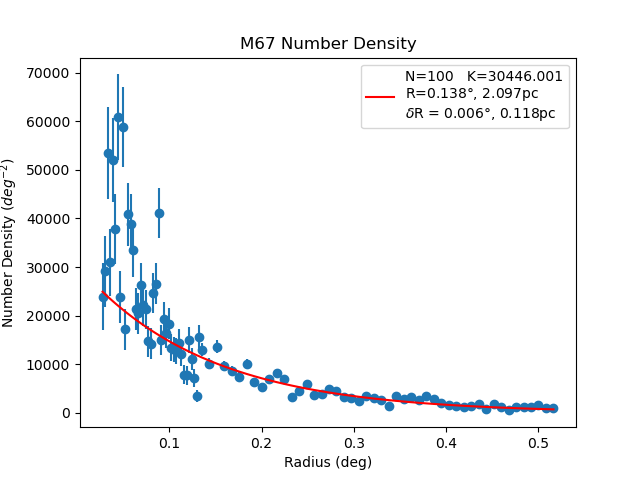 M67 Number Density
N=100 K=30446.001
R=0.138°, 2.097pc
δR = 0.006°, 0.118pc
Number Density (deg⁻²)
70000
60000
50000
40000
30000
20000
10000
0
0.1 0.2 0.3 0.4 0.5
Radius (deg)